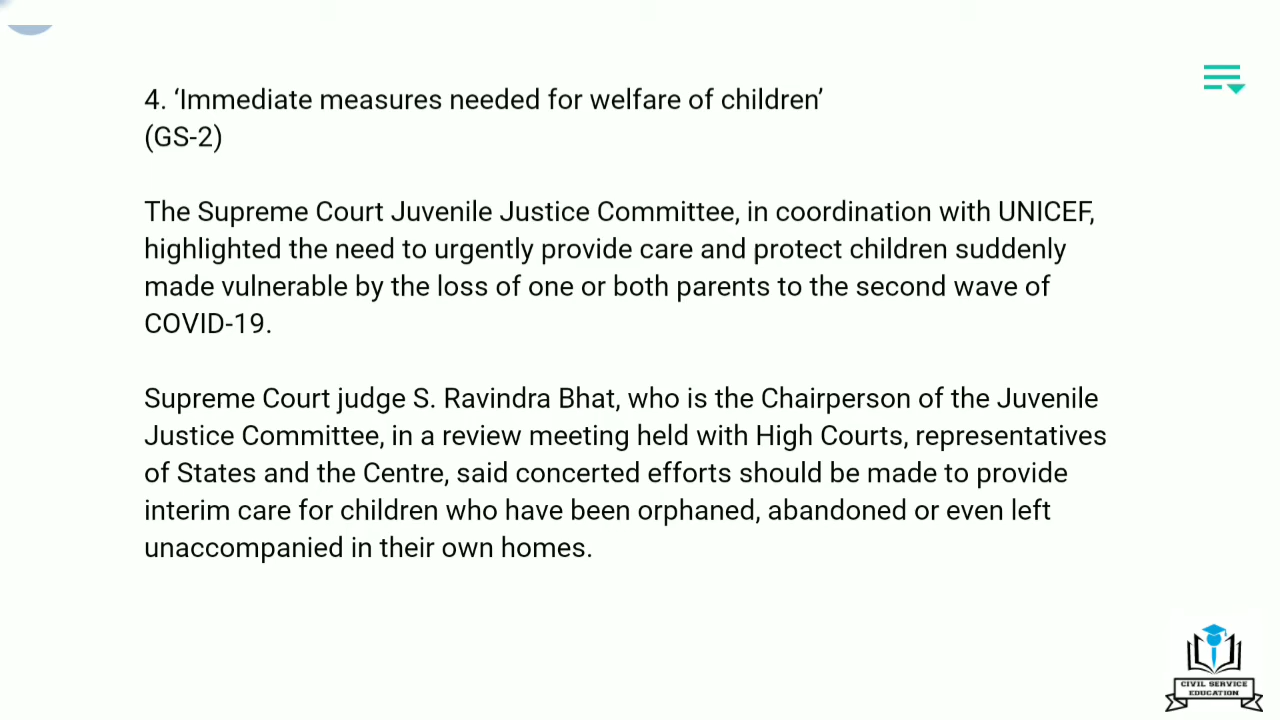 4. ‘Immediate measures needed for welfare of children’
(GS-2)
The Supreme Court Juvenile Justice Committee, in coordination with UNICEF,
highlighted the need to urgently provide care and protect children suddenly
made vulnerable by the loss of one or both parents to the second wave of
COVID-19.
Supreme Court judge S. Ravindra Bhat, who is the Chairperson of the Juvenile
Justice Committee, in a review meeting held with High Courts, representatives
of States and the Centre, said concerted efforts should be made to provide
interim care for children who have been orphaned, abandoned or even left
unaccompanied in their own homes.
CIVIL SERVICE
EDUCATION